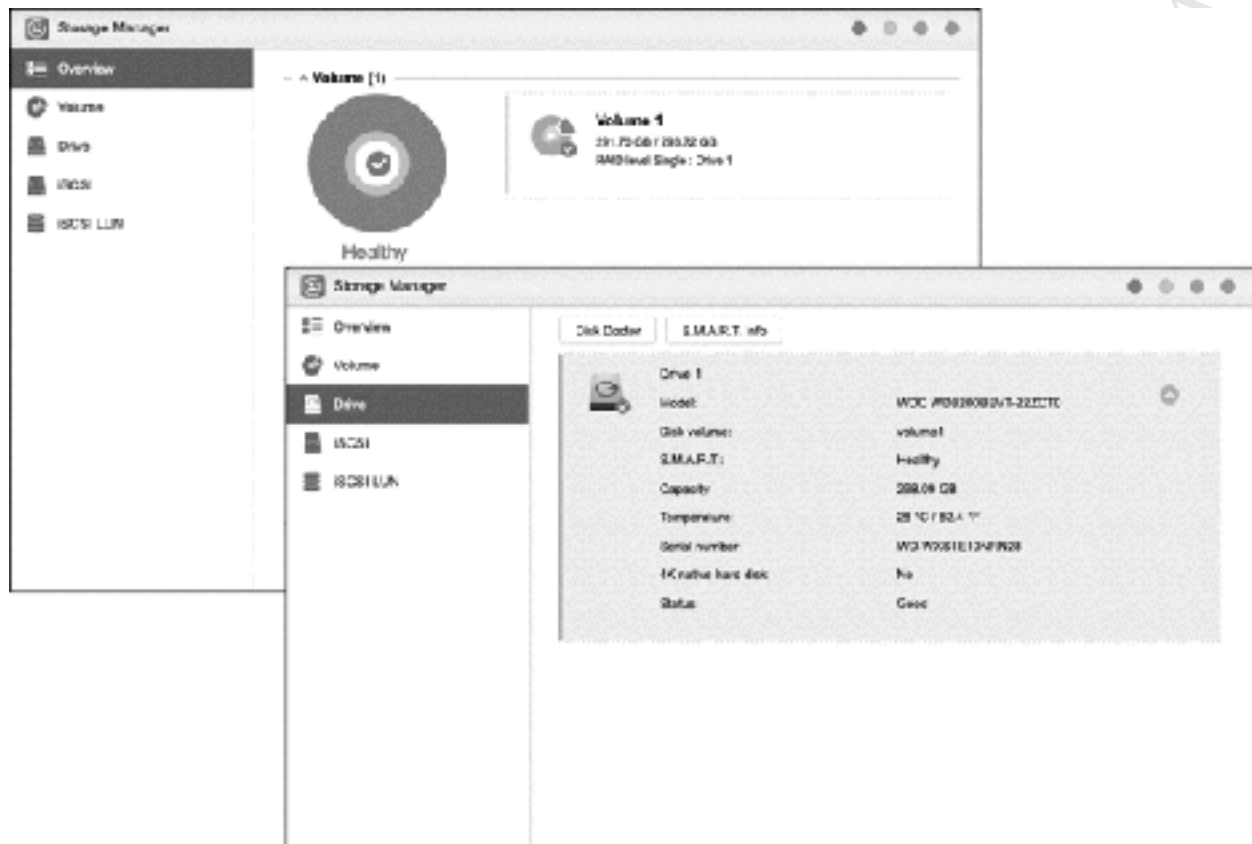 Storage Manager
Overview
Volume
Drive
iSCSI
iSCSI LUN
Volume (1)
Healthy
Volume 1
RAID level Single : Drive 1
Storage Manager
Overview
Volume
Drive
iSCSI
iSCSI LUN
Disk Doctor
S.M.A.R.T. info
Drive 1
Model:
Disk volume: volume1
S.M.A.R.T.: Healthy
Capacity
Temperature
Serial number
4K native hard disk No
Status Good